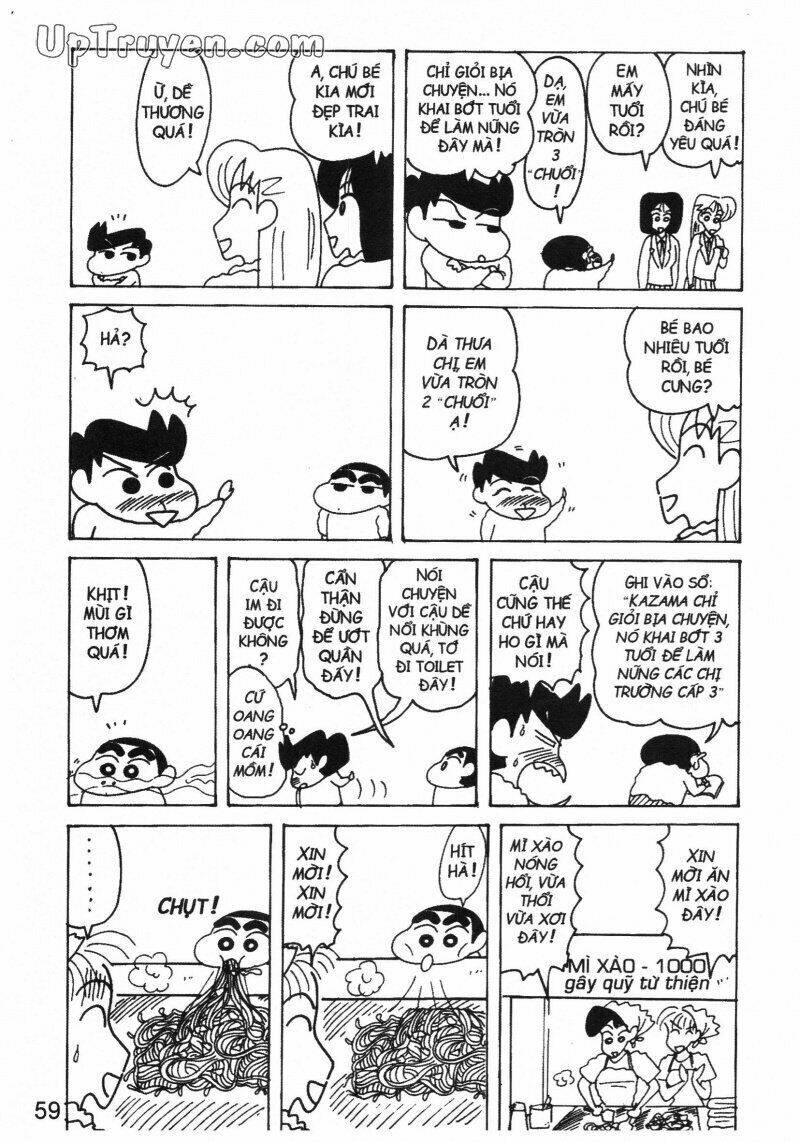 UpTruyen.com
NHÌN
KÌA,
CHÚ BÉ
ĐÁNG
YÊU QUÁ!
EM
MẤY
TUỔI
RỒI?
DẠ,
EM
VỪA
TRÒN
3
"CHUỔI"
!
CHỈ GIỎI BỊA
CHUYỆN... NÓ
KHAI BỚT TUỔI
ĐỂ LÀM NŨNG
ĐÂY MÀ!
A, CHÚ BÉ
KIA MỚI
ĐẸP TRAI
KÌA!
Ừ, DỄ
THƯƠNG
QUÁ!
BÉ BAO
NHIÊU TUỔI
RỒI, BÉ
CƯNG?
DÀ THƯA
CHỊ, EM
VỪA TRÒN
2 "CHUỔI"
Ạ!
HẢ?
GHI VÀO SỔ:
"KAZAMA CHỈ
GIỎI BỊA CHUYỆN,
NÓ KHAI BỚT 3
TUỔI ĐỂ LÀM
NŨNG CÁC CHỊ
TRƯỜNG CẤP 3"
CẬU
CŨNG THẾ
CHỨ HAY
HO GÌ MÀ
NÓI!
NÓI
CHUYỆN
VỚI CẬU DỄ
NỔI KHÙNG
QUÁ, TỚ
ĐI TOILET
ĐÂY!
CẨN
THẬN
ĐỪNG
ĐỂ ƯỚT
QUẦN
ĐẤY!
CẬU
IM ĐI
ĐƯỢC
KHÔNG
?
CỨ
OANG
OANG
CÁI
MỒM!
KHỊT!
MÙI GÌ
THƠM
QUÁ!
XIN
MỜI ĂN
MÌ XÀO
ĐÂY!
MÌ XÀO
NÓNG
HỔI, VỪA
THỔI
VỪA XƠI
ĐÂY!
MÌ XÀO - 1000
gây quỹ từ thiện
HÍT
HÀ!
XIN
MỜI!
XIN
MỜI!
CHỤT!
......
59